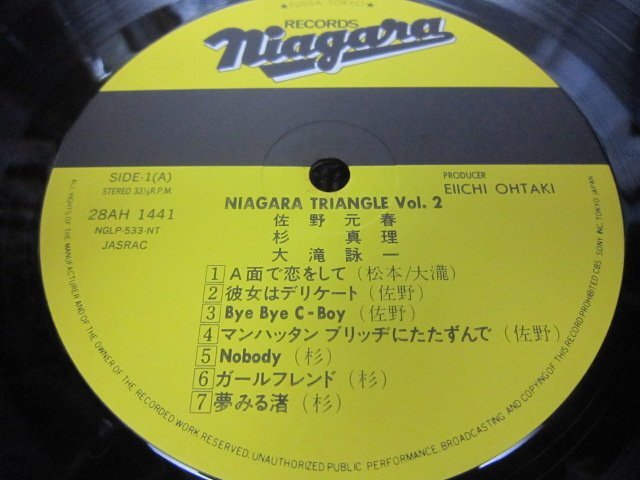 ★FUSSA TOKYO★
RECORDS
Niagara
SIDE-1(A)
STEREO 33⅓R.P.M.
PRODUCER
EIICHI OHTAKI
28AH 1441
NGLP-533-NT
JASRAC
NIAGARA TRIANGLE Vol. 2
佐野元春
杉 真理
大滝詠一
1 A面で恋をして(松本/大瀧)
2 彼女はデリケート(佐野)
3 Bye Bye C-Boy(佐野)
4 マンハッタン ブリッヂにたたずんで(佐野)
5 Nobody(杉)
6 ガールフレンド(杉)
7 夢みる渚(杉)
ALL RIGHTS OF THE MANUFACTURER AND OF THE OWNER OF THE RECORDED WORK RESERVED. UNAUTHORIZED PUBLIC PERFORMANCE, BROADCASTING AND COPYING OF THIS RECORD PROHIBITED CBS/SONY INC. TOKYO JAPAN